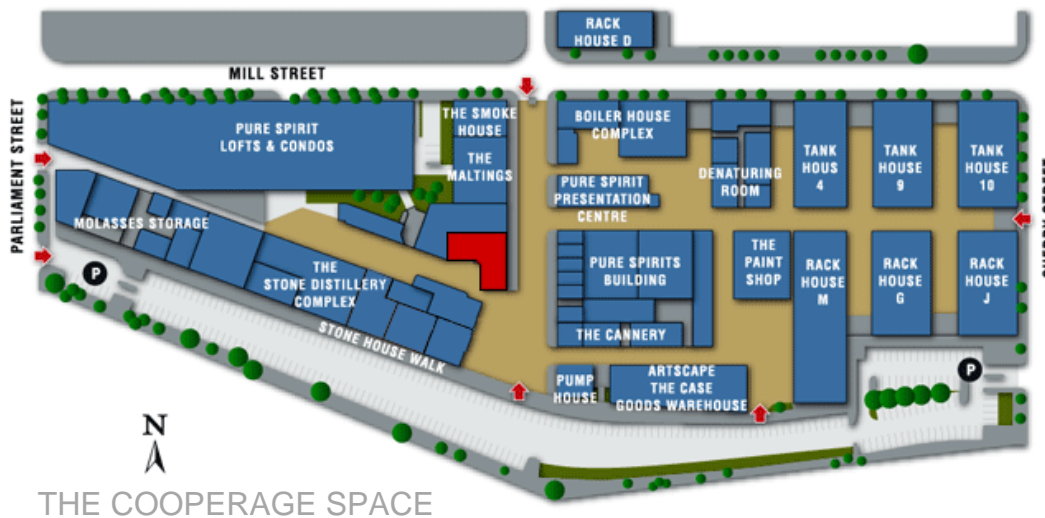 RACK
HOUSE D
MILL STREET
PARLIAMENT STREET
PURE SPIRIT
LOFTS & CONDOS
THE SMOKE
HOUSE
THE
MALTINGS
BOILER HOUSE
COMPLEX
PURE SPIRIT
PRESENTATION
CENTRE
DENATURING
ROOM
TANK
HOUS
4
TANK
HOUSE
9
TANK
HOUSE
10
MOLASSES STORAGE
THE
STONE DISTILLERY
COMPLEX
STONE HOUSE WALK
PURE SPIRITS
BUILDING
THE
PAINT
SHOP
RACK
HOUSE
M
RACK
HOUSE
G
RACK
HOUSE
J
THE CANNERY
PUMP
HOUSE
ARTSCAPE
THE CASE
GOODS WAREHOUSE
P
P
N
THE COOPERAGE SPACE